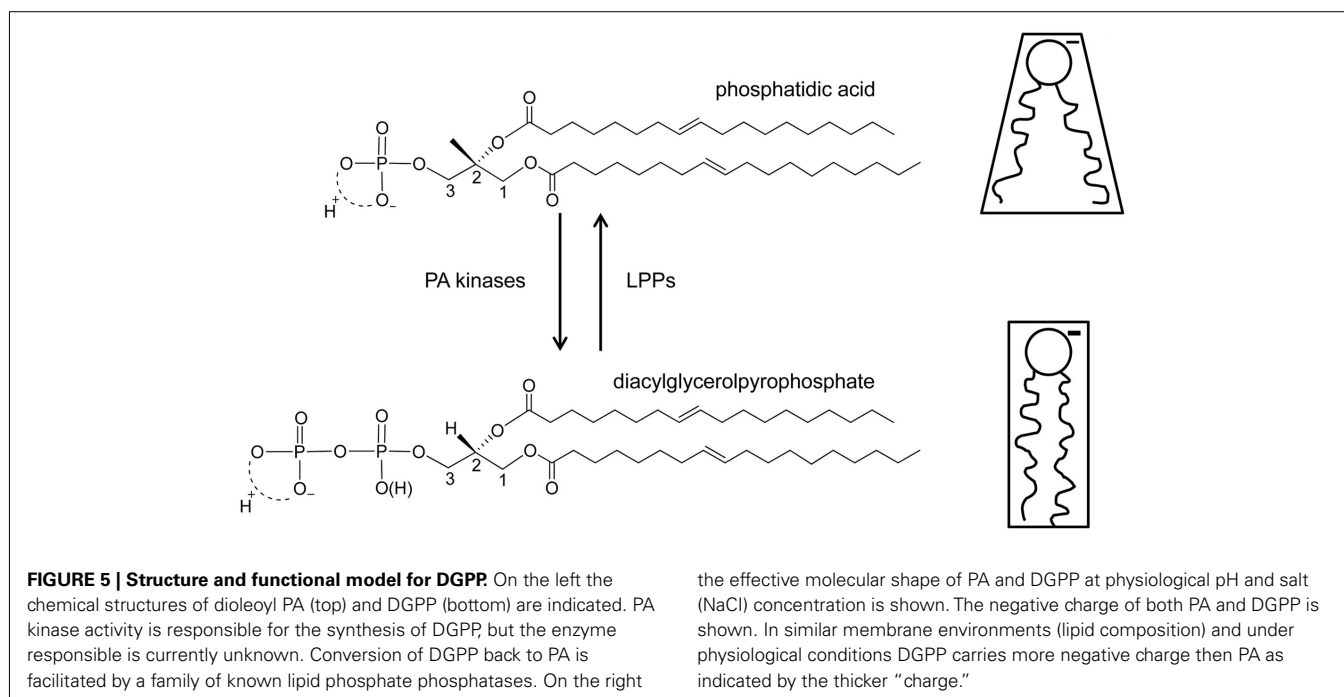 phosphatidic acid
O
O
O
P
O
O
O
O–
H+
3
2
1
O
PA kinases
LPPs
diacylglycerolpyrophosphate
O
O
O
H
O
O
P
O
P
O
O
O–
O(H)
H+
3
2
1
O
FIGURE 5 | Structure and functional model for DGPP. On the left the
chemical structures of dioleoyl PA (top) and DGPP (bottom) are indicated. PA
kinase activity is responsible for the synthesis of DGPP, but the enzyme
responsible is currently unknown. Conversion of DGPP back to PA is
facilitated by a family of known lipid phosphate phosphatases. On the right
the effective molecular shape of PA and DGPP at physiological pH and salt
(NaCl) concentration is shown. The negative charge of both PA and DGPP is
shown. In similar membrane environments (lipid composition) and under
physiological conditions DGPP carries more negative charge then PA as
indicated by the thicker “charge.”